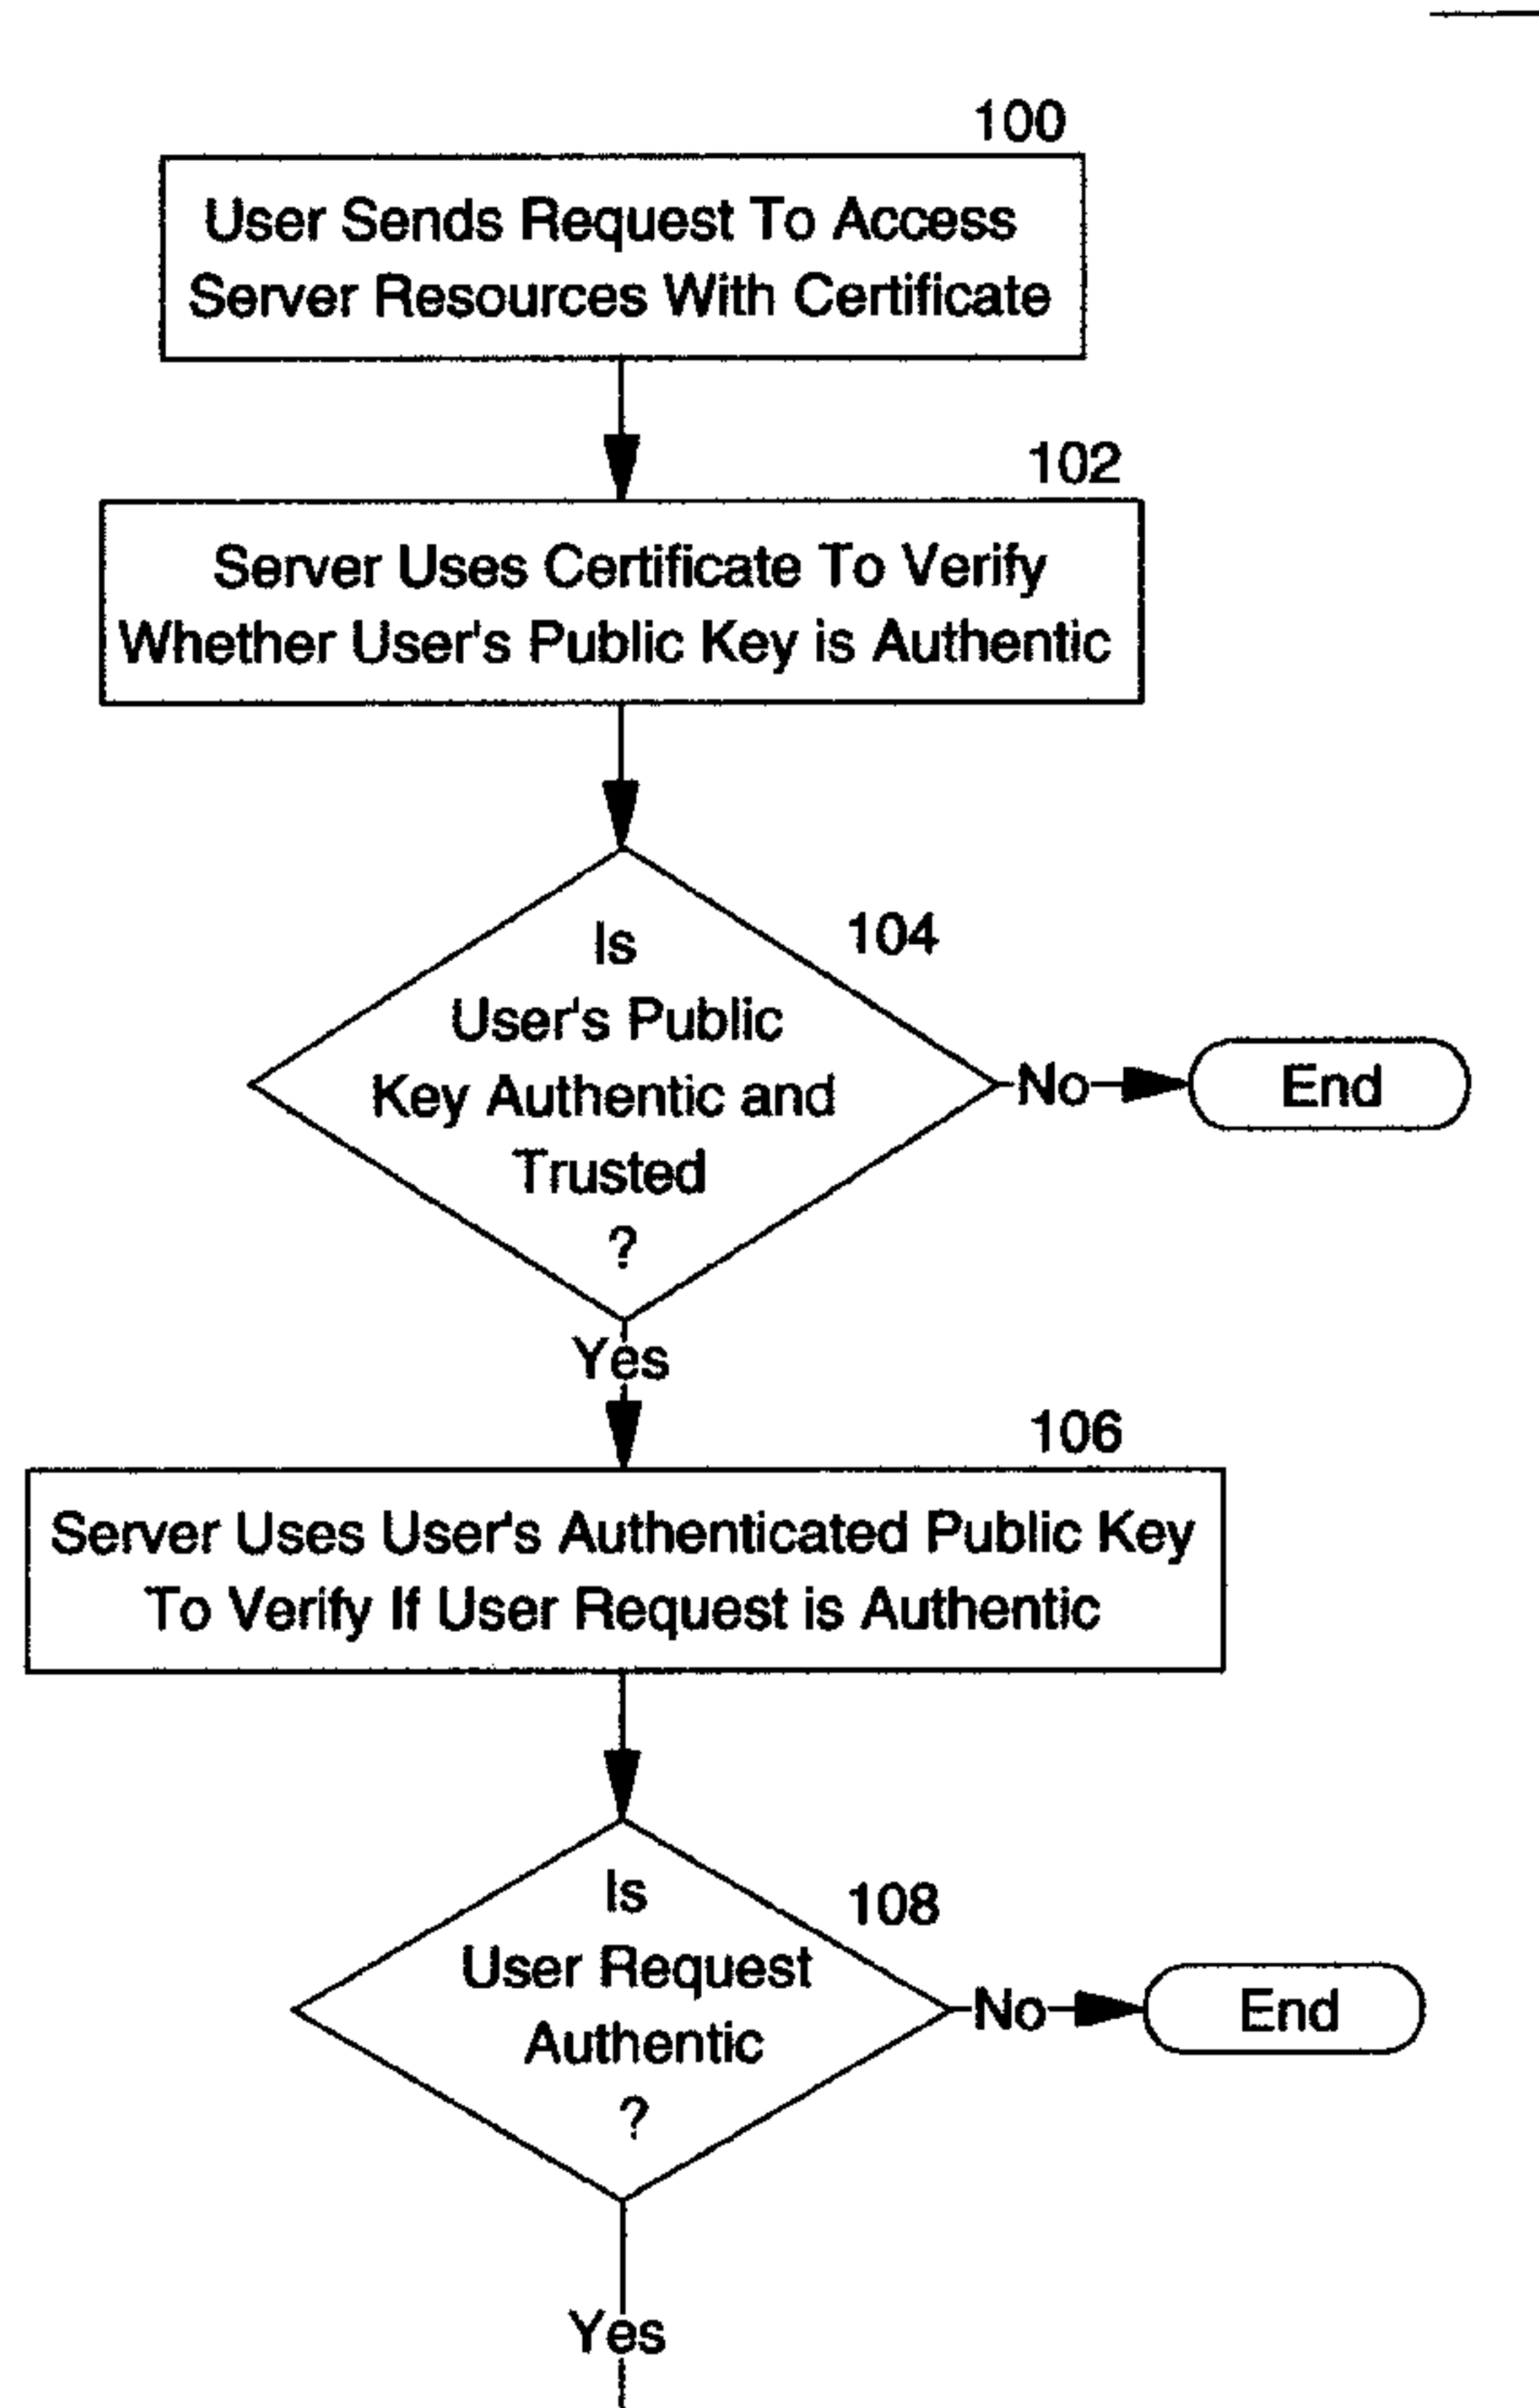 100
User Sends Request To Access
Server Resources With Certificate
102
Server Uses Certificate To Verify
Whether User's Public Key is Authentic
104
Is
User's Public
Key Authentic and
Trusted
?
No
End
Yes
106
Server Uses User's Authenticated Public Key
To Verify If User Request is Authentic
108
Is
User Request
Authentic
?
No
End
Yes